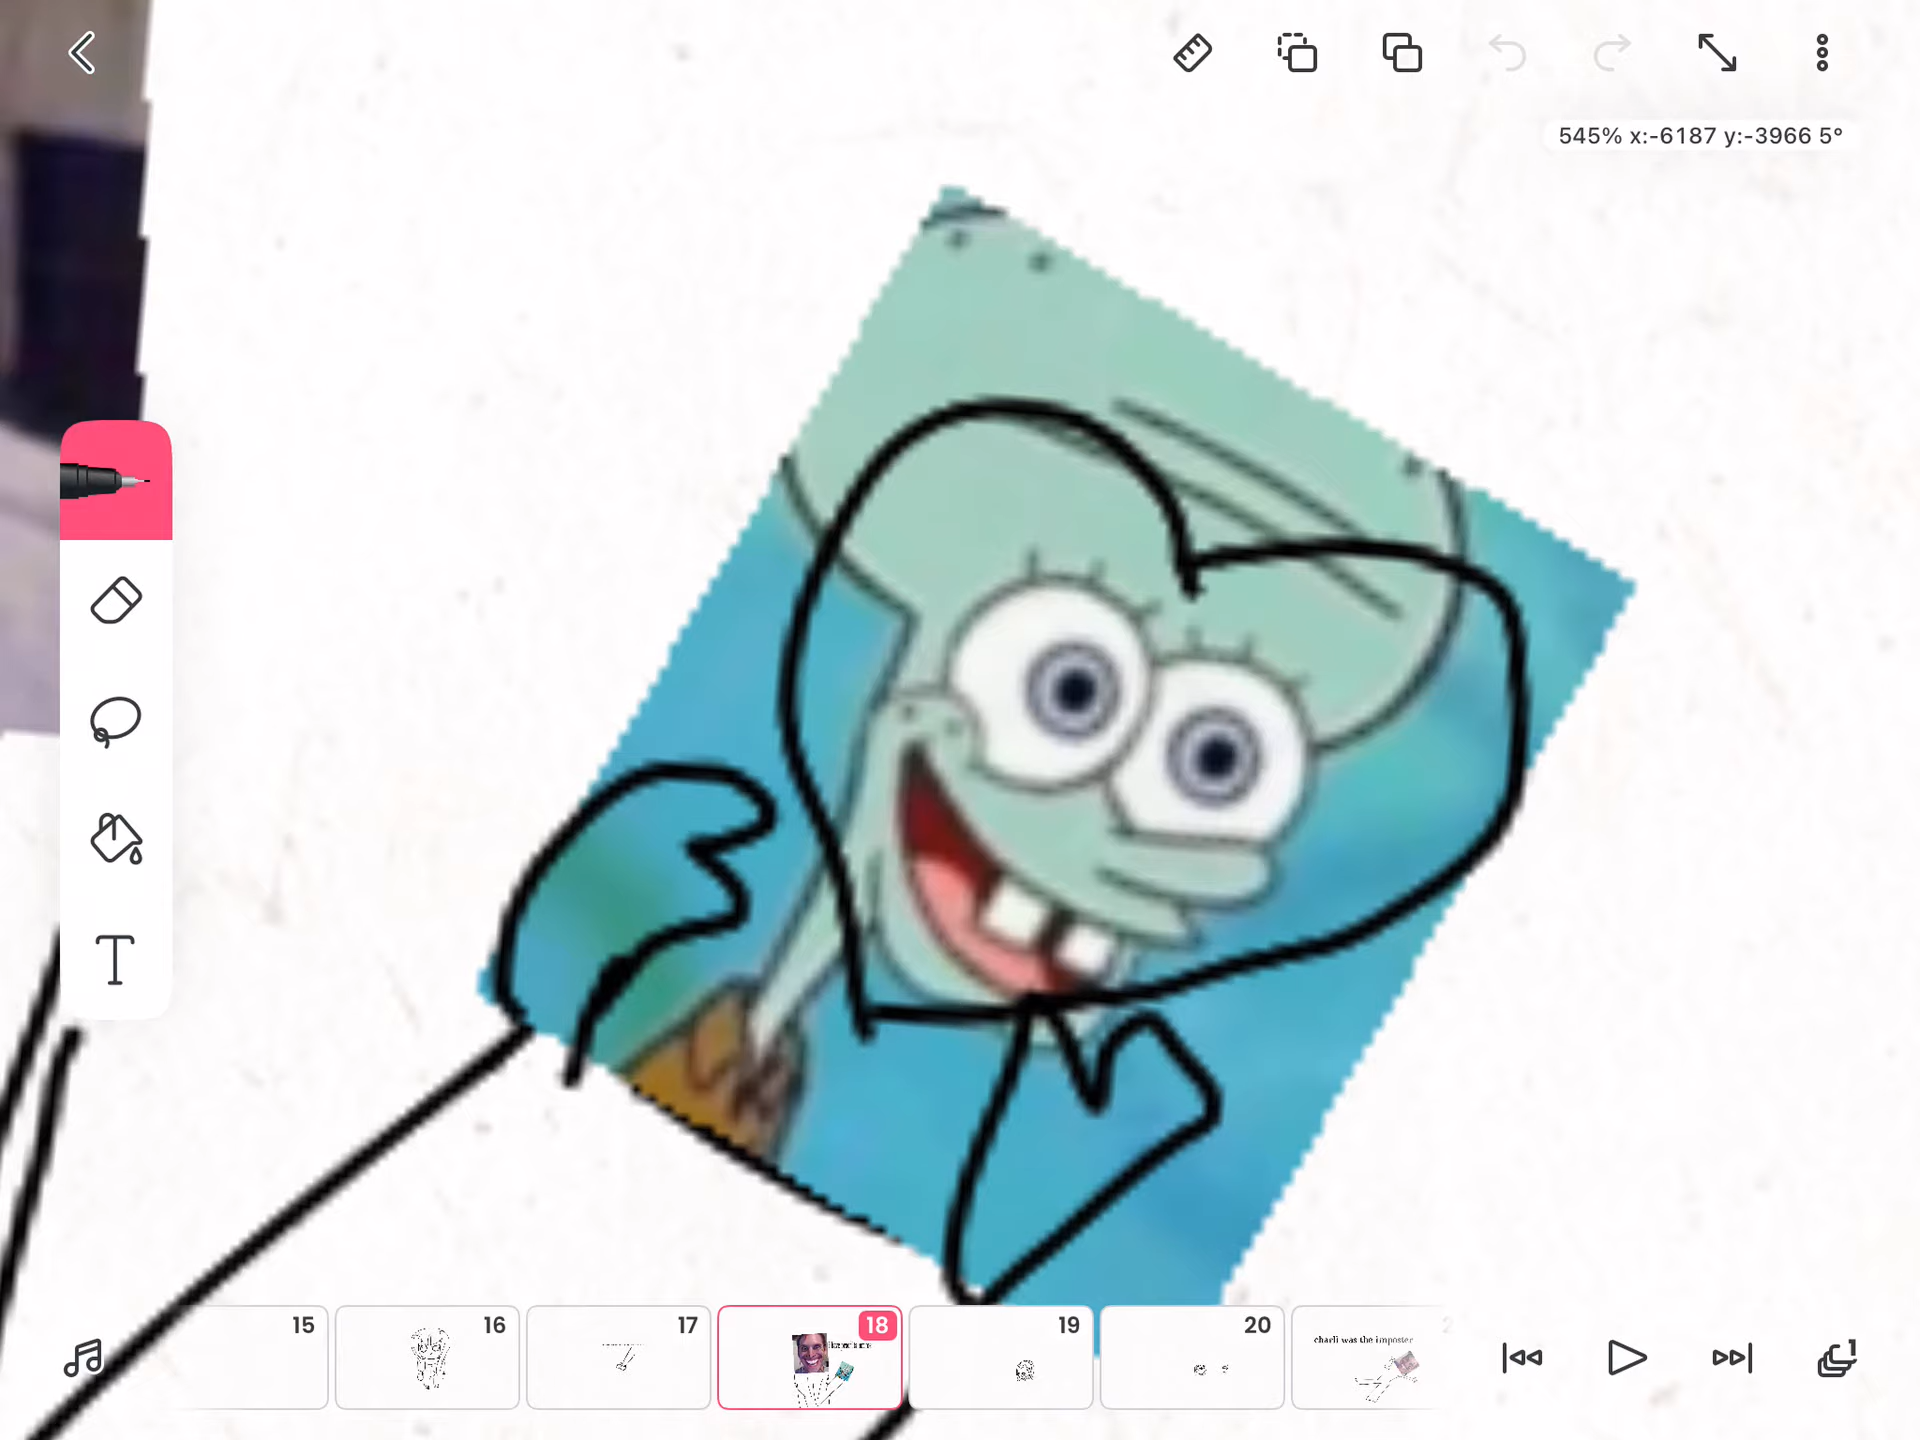 545% x:-6187 y:-3966 5°
T
15
16
17
18
19
20
charli was the imposter